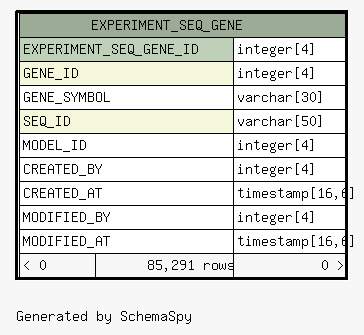 EXPERIMENT_SEQ_GENE
EXPERIMENT_SEQ_GENE_ID integer[4]
GENE_ID integer[4]
GENE_SYMBOL varchar[30]
SEQ_ID varchar[50]
MODEL_ID integer[4]
CREATED_BY integer[4]
CREATED_AT timestamp[16,6]
MODIFIED_BY integer[4]
MODIFIED_AT timestamp[16,6]
< 0 85,291 rows 0 >
Generated by SchemaSpy